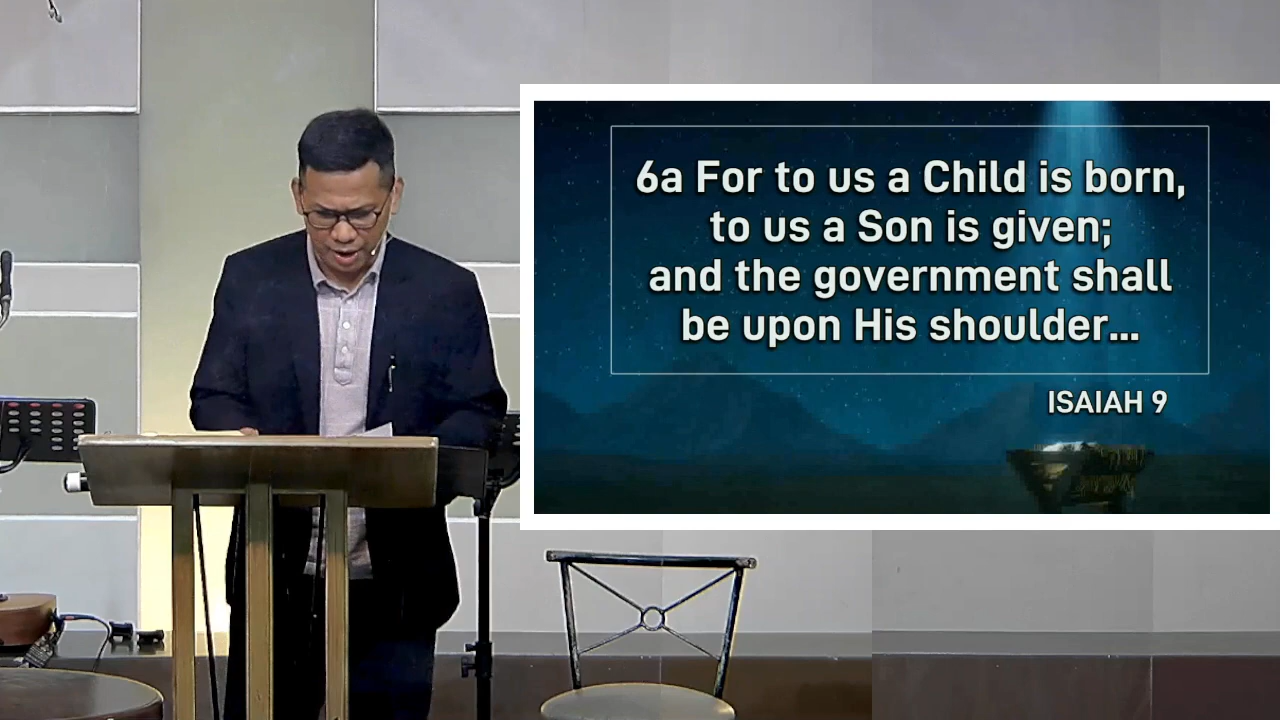 6a For to us a Child is born,
to us a Son is given;
and the government shall
be upon His shoulder...
ISAIAH 9